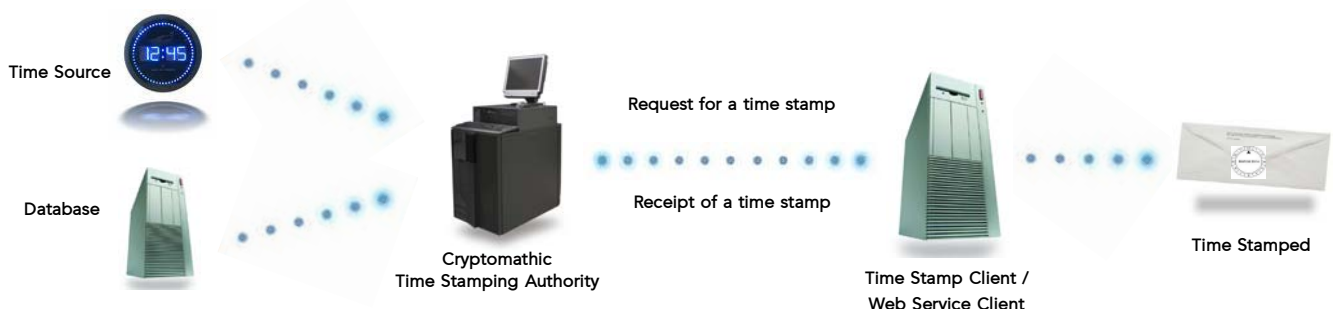 12:45
Time Source
Request for a time stamp
Receipt of a time stamp
Database
Cryptomathic
Time Stamping Authority
Time Stamp Client /
Web Service Client
Time Stamped